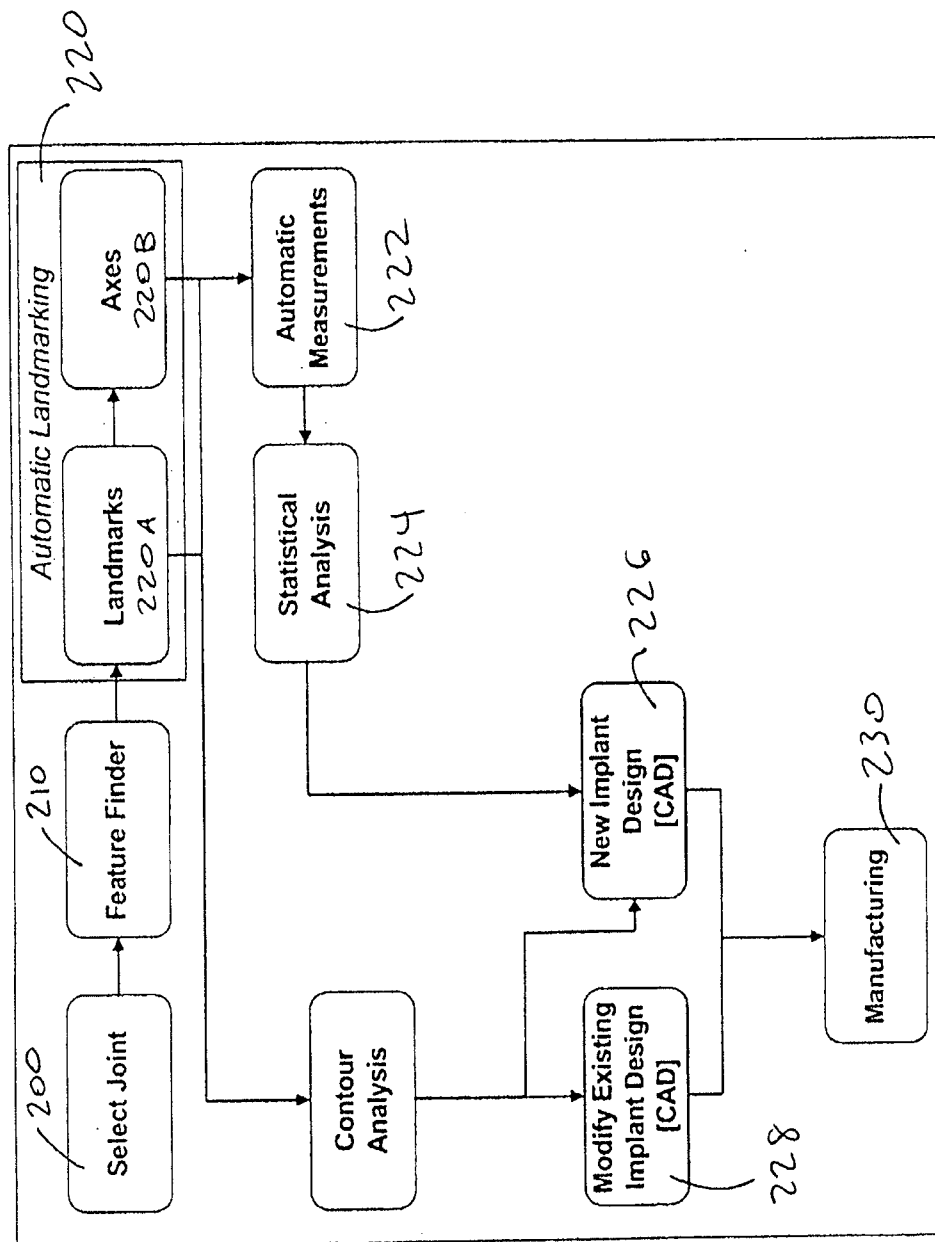 220
Automatic Landmarking
200
210
Select Joint
Feature Finder
Landmarks
220A
Axes
220B
Contour
Analysis
Statistical
Analysis
224
Automatic
Measurements
222
Modify Existing
Implant Design
[CAD]
228
New Implant
Design
[CAD]
226
Manufacturing
230